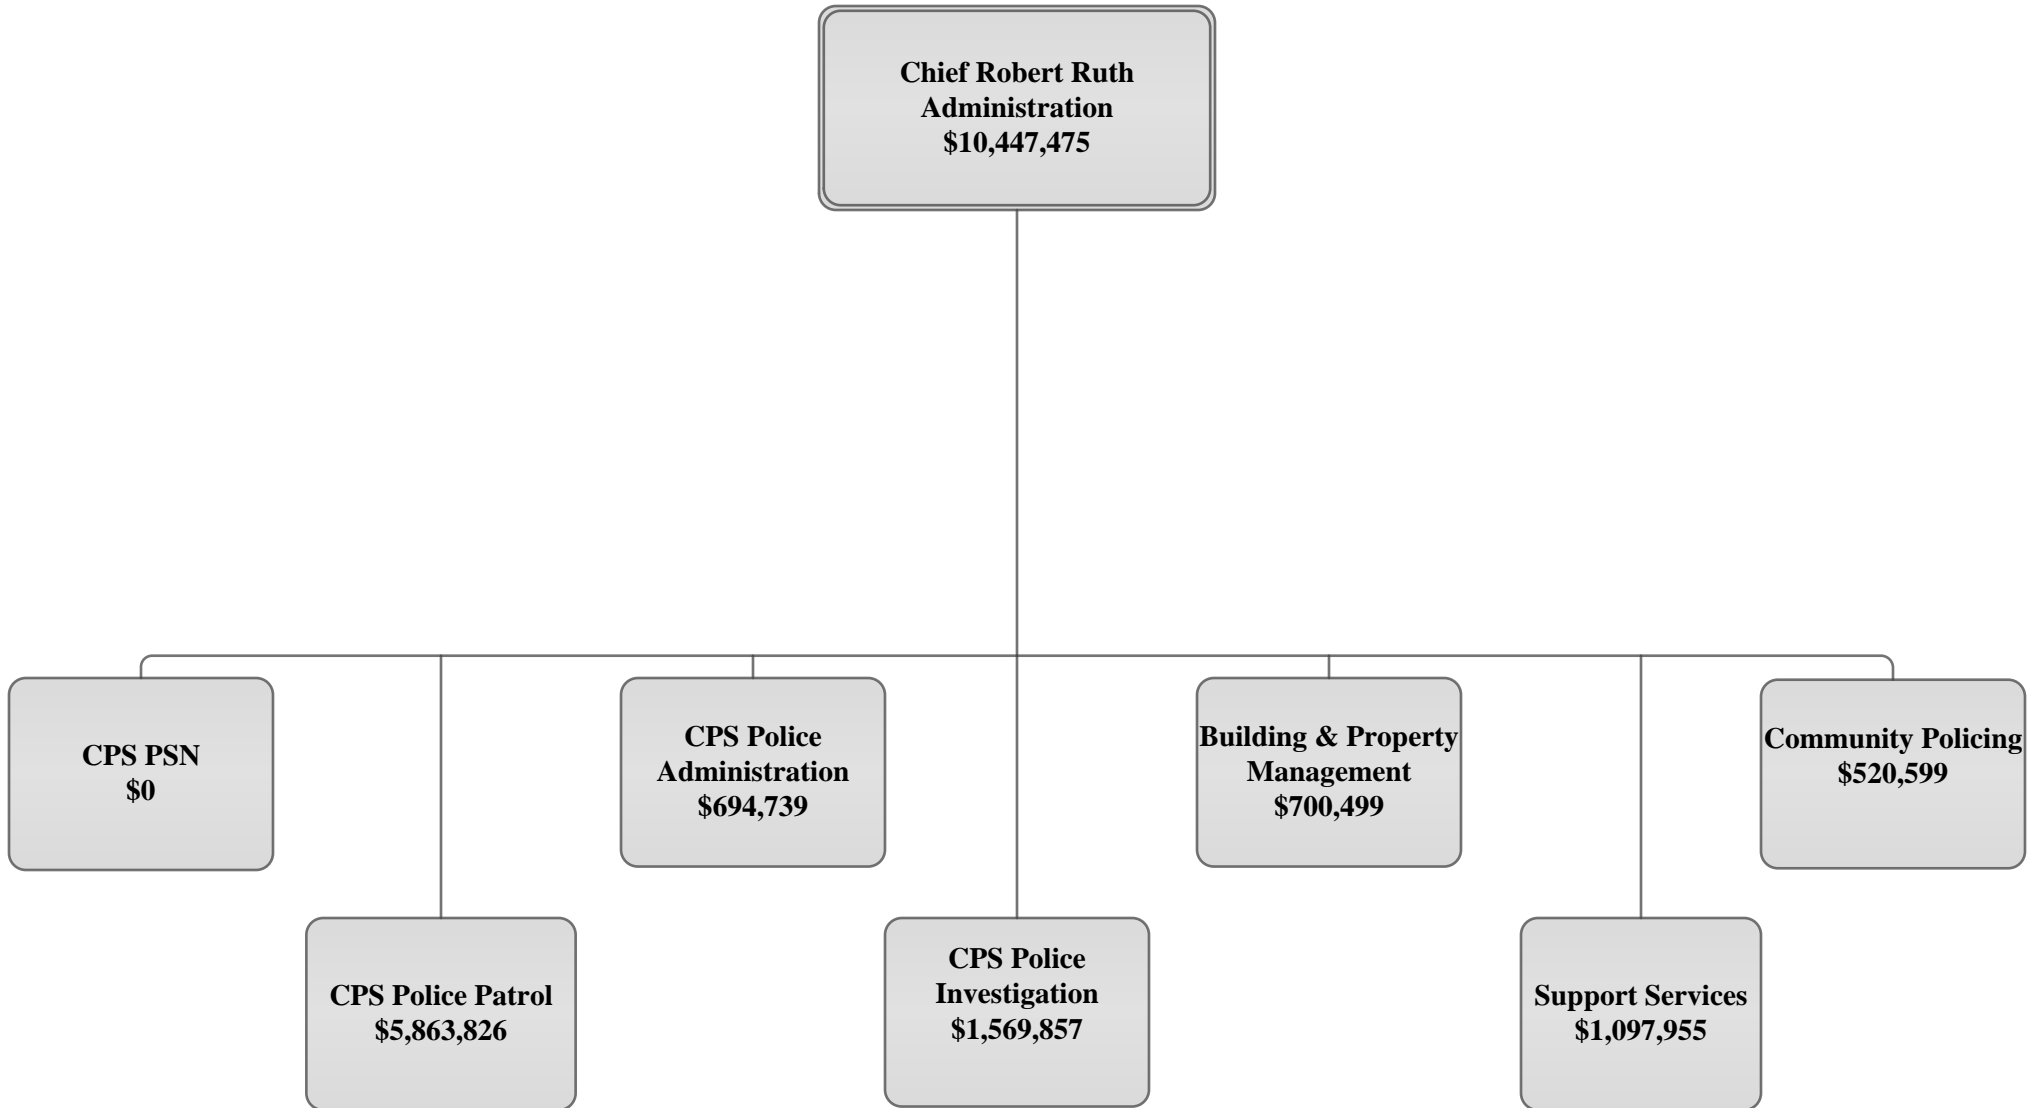 Chief Robert Ruth
Administration
$10,447,475
CPS PSN
$0
CPS Police
Administration
$694,739
Building & Property
Management
$700,499
Community Policing
$520,599
CPS Police Patrol
$5,863,826
CPS Police
Investigation
$1,569,857
Support Services
$1,097,955